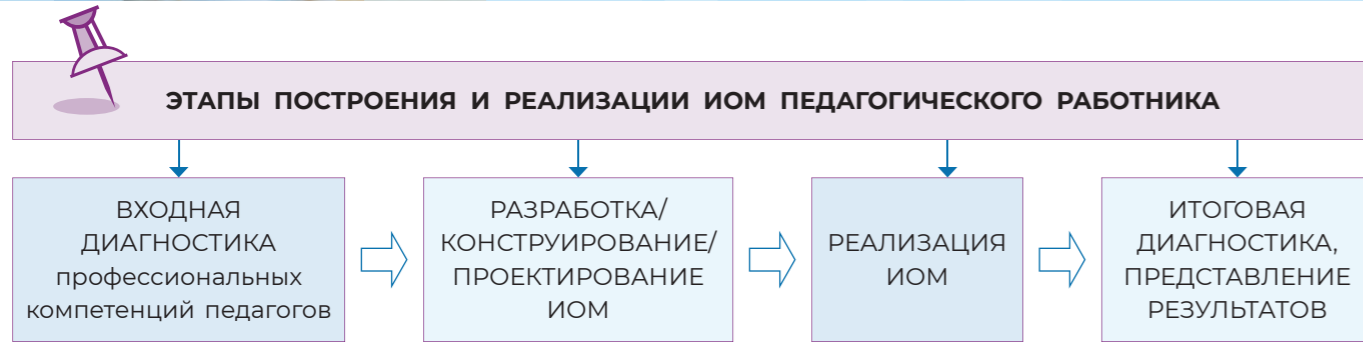 ЭТАПЫ ПОСТРОЕНИЯ И РЕАЛИЗАЦИИ ИОМ ПЕДАГОГИЧЕСКОГО РАБОТНИКА
ВХОДНАЯ
ДИАГНОСТИКА
профессиональных
компетенций педагогов
РАЗРАБОТКА/
КОНСТРУИРОВАНИЕ/
ПРОЕКТИРОВАНИЕ
ИОМ
РЕАЛИЗАЦИЯ
ИОМ
ИТОГОВАЯ
ДИАГНОСТИКА,
ПРЕДСТАВЛЕНИЕ
РЕЗУЛЬТАТОВ